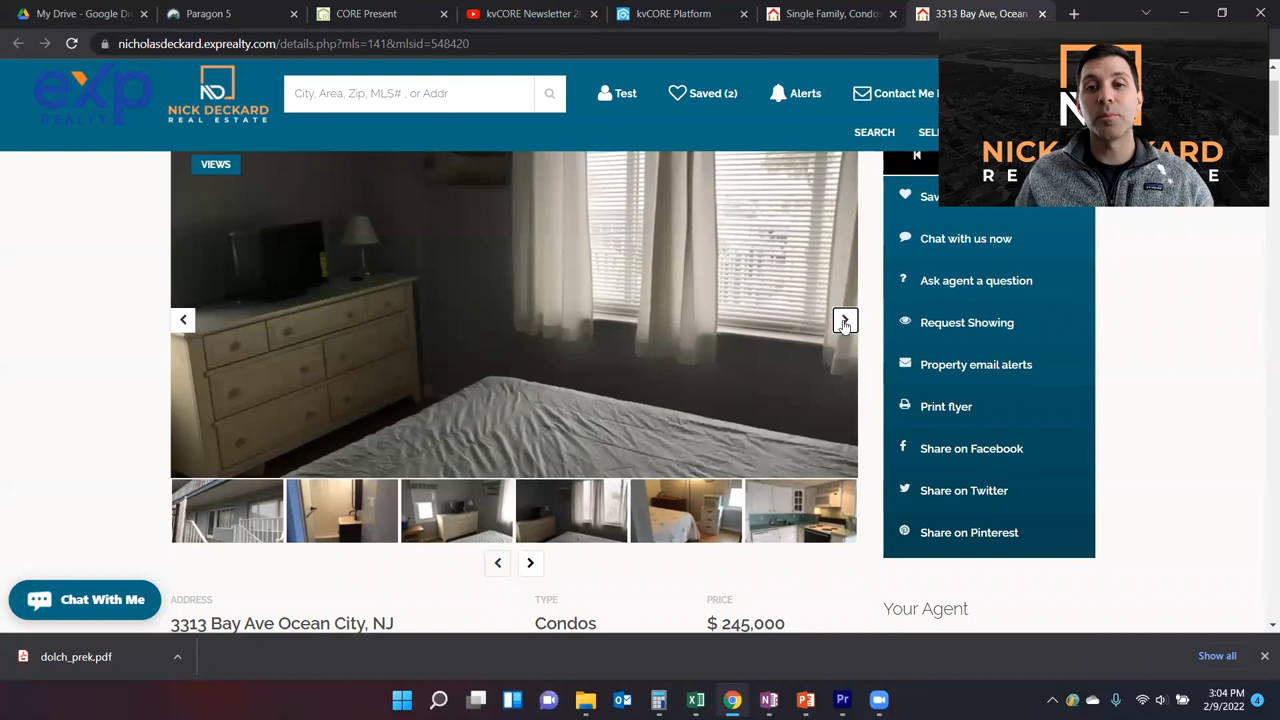 My Drive - Google Drive
Paragon 5
CORE Present
kvCORE Newsletter 2
kvCORE Platform
Single Family, Condo
3313 Bay Ave, Ocean
nicholasdeckard.exprealty.com/details.php?mls=141&mlsid=548420
exp
REALTY
ND
NICK DECKARD
REAL ESTATE
City, Area, Zip, MLS# , or Addr
Test
Saved (2)
Alerts
Contact Me
SEARCH
VIEWS
Chat with us now
Ask agent a question
Request Showing
Property email alerts
Print flyer
Share on Facebook
Share on Twitter
Share on Pinterest
Chat With Me
ADDRESS
TYPE
PRICE
3313 Bay Ave Ocean City, NJ
Condos
$ 245,000
Your Agent
dolch_prek.pdf
Show all
3:04 PM
2/9/2022
4